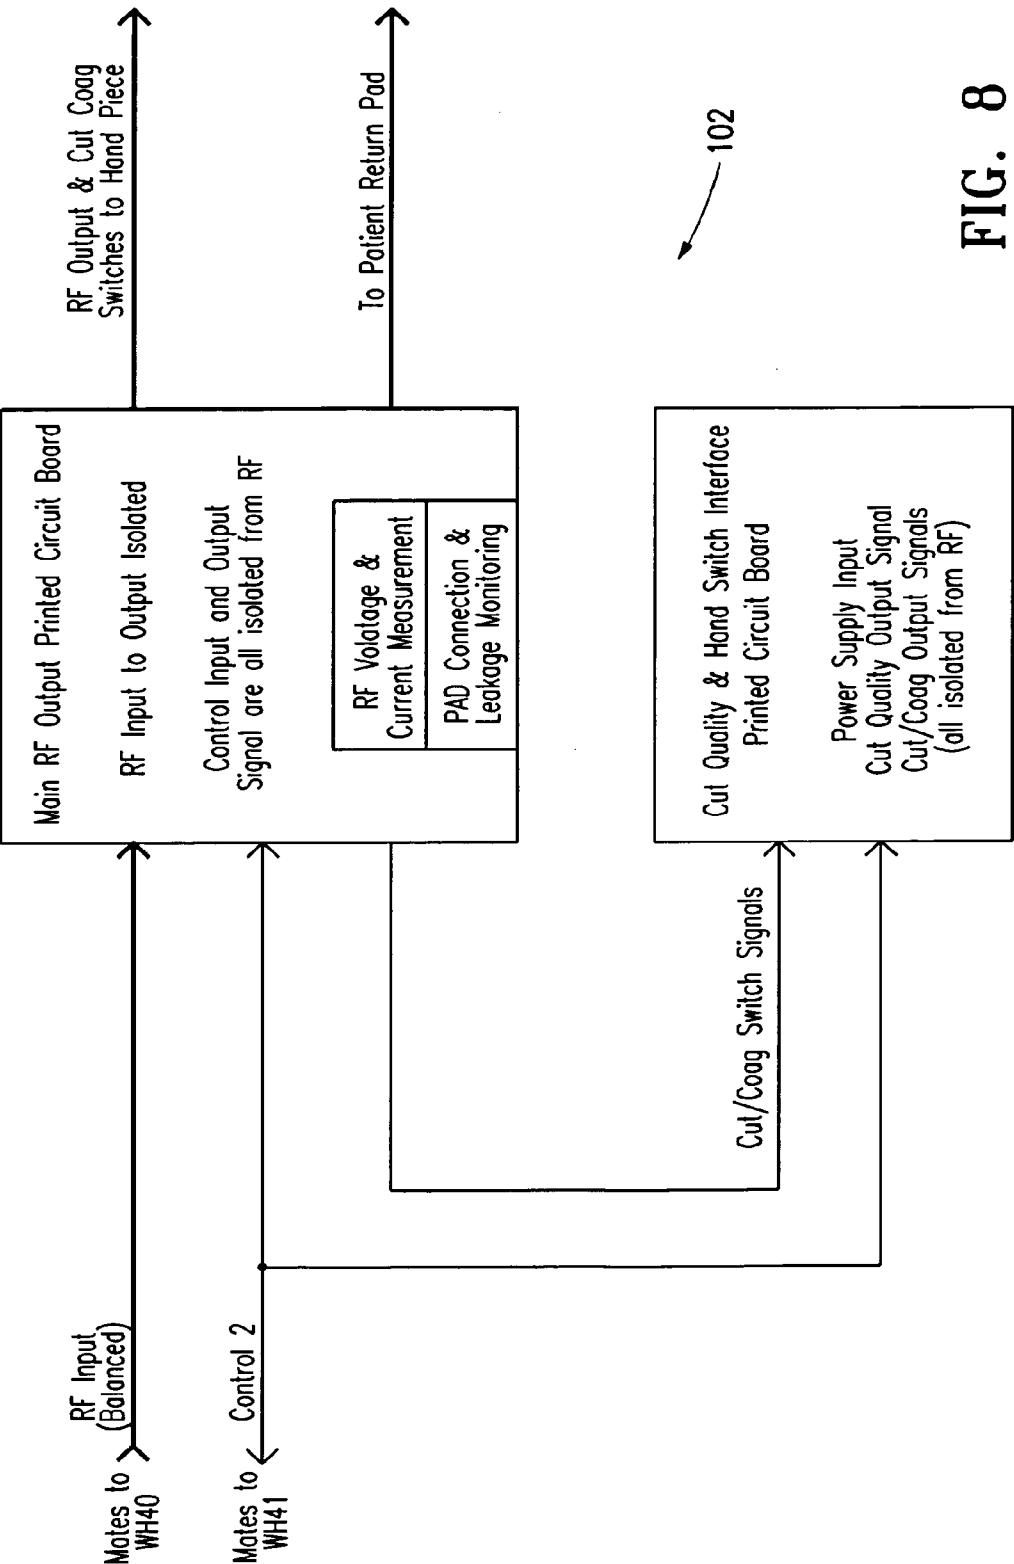 RF Output & Cut Coag
Switches to Hand Piece
To Patient Return Pad
Main RF Output Printed Circuit Board
RF Input to Output Isolated
Control Input and Output
Signal are all isolated from RF
RF Volatage &
Current Measurement
PAD Connection &
Leakage Monitoring
RF Input
(Balanced)
Mates to
WH40
Control 2
Mates to
WH41
Cut/Coag Switch Signals
Cut Quality & Hand Switch Interface
Printed Circuit Board
Power Supply Input
Cut Quality Output Signal
Cut/Coag Output Signals
(all isolated from RF)
102
FIG. 8